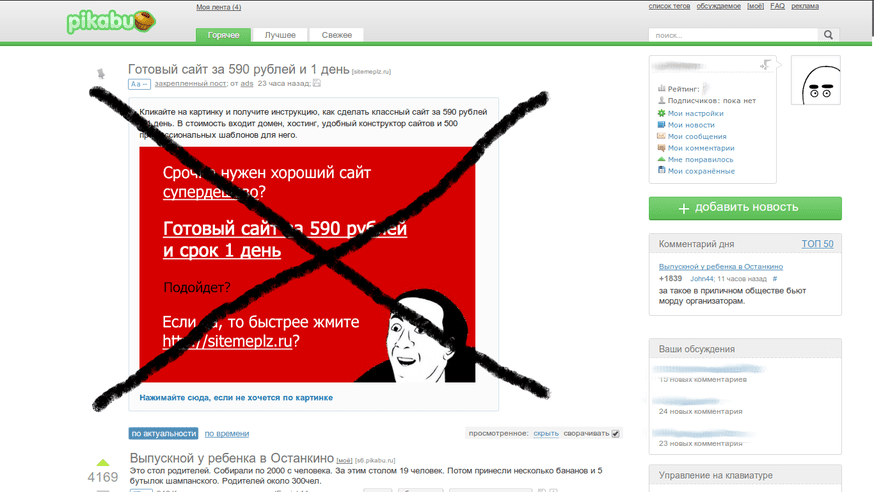 pikabu
Моя лента (4)
список тегов обсуждаемое [моё] FAQ реклама
Горячее Лучшее Свежее
поиск...
Готовый сайт за 590 рублей и 1 день [sitemeplz.ru]
Aa — закрепленный пост; от ads 23 часа назад;
Кликайте на картинку и получите инструкцию, как сделать классный сайт за 590 рублей
день. В стоимость входит домен, хостинг, удобный конструктор сайтов и 500
профессиональных шаблонов для него.
Срочно нужен хороший сайт
супердешево?
Готовый сайт за 590 рублей
и срок 1 день
Подойдет?
Если да, то быстрее жмите
http://sitemeplz.ru?
Нажимайте сюда, если не хочется по картинке
по актуальности по времени
просмотренное: скрыть сворачивать
4169
Выпускной у ребенка в Останкино [моё] [s6.pikabu.ru]
Это стол родителей. Собирали по 2000 с человека. За этим столом 19 человек. Потом принесли несколько бананов и 5
бутылок шампанского. Родителей около 300чел.
Рейтинг:
Подписчиков: пока нет
Мои настройки
Мои новости
Мои сообщения
Мои комментарии
Мне понравилось
Мои сохранённые
+ добавить новость
Комментарий дня ТОП 50
Выпускной у ребенка в Останкино
+1839 John44; 11 часов назад #
за такое в приличном обществе бьют
морду организаторам.
Ваши обсуждения
15 новых комментариев
24 новых комментария
23 новых комментария
Управление на клавиатуре